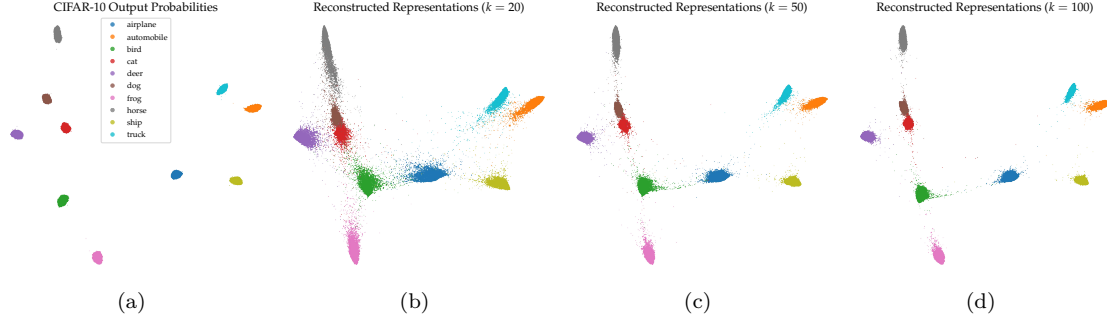 CIFAR-10 Output Probabilities
airplane
automobile
bird
cat
deer
dog
frog
horse
ship
truck
(a)
Reconstructed Representations (k = 20)
(b)
Reconstructed Representations (k = 50)
(c)
Reconstructed Representations (k = 100)
(d)